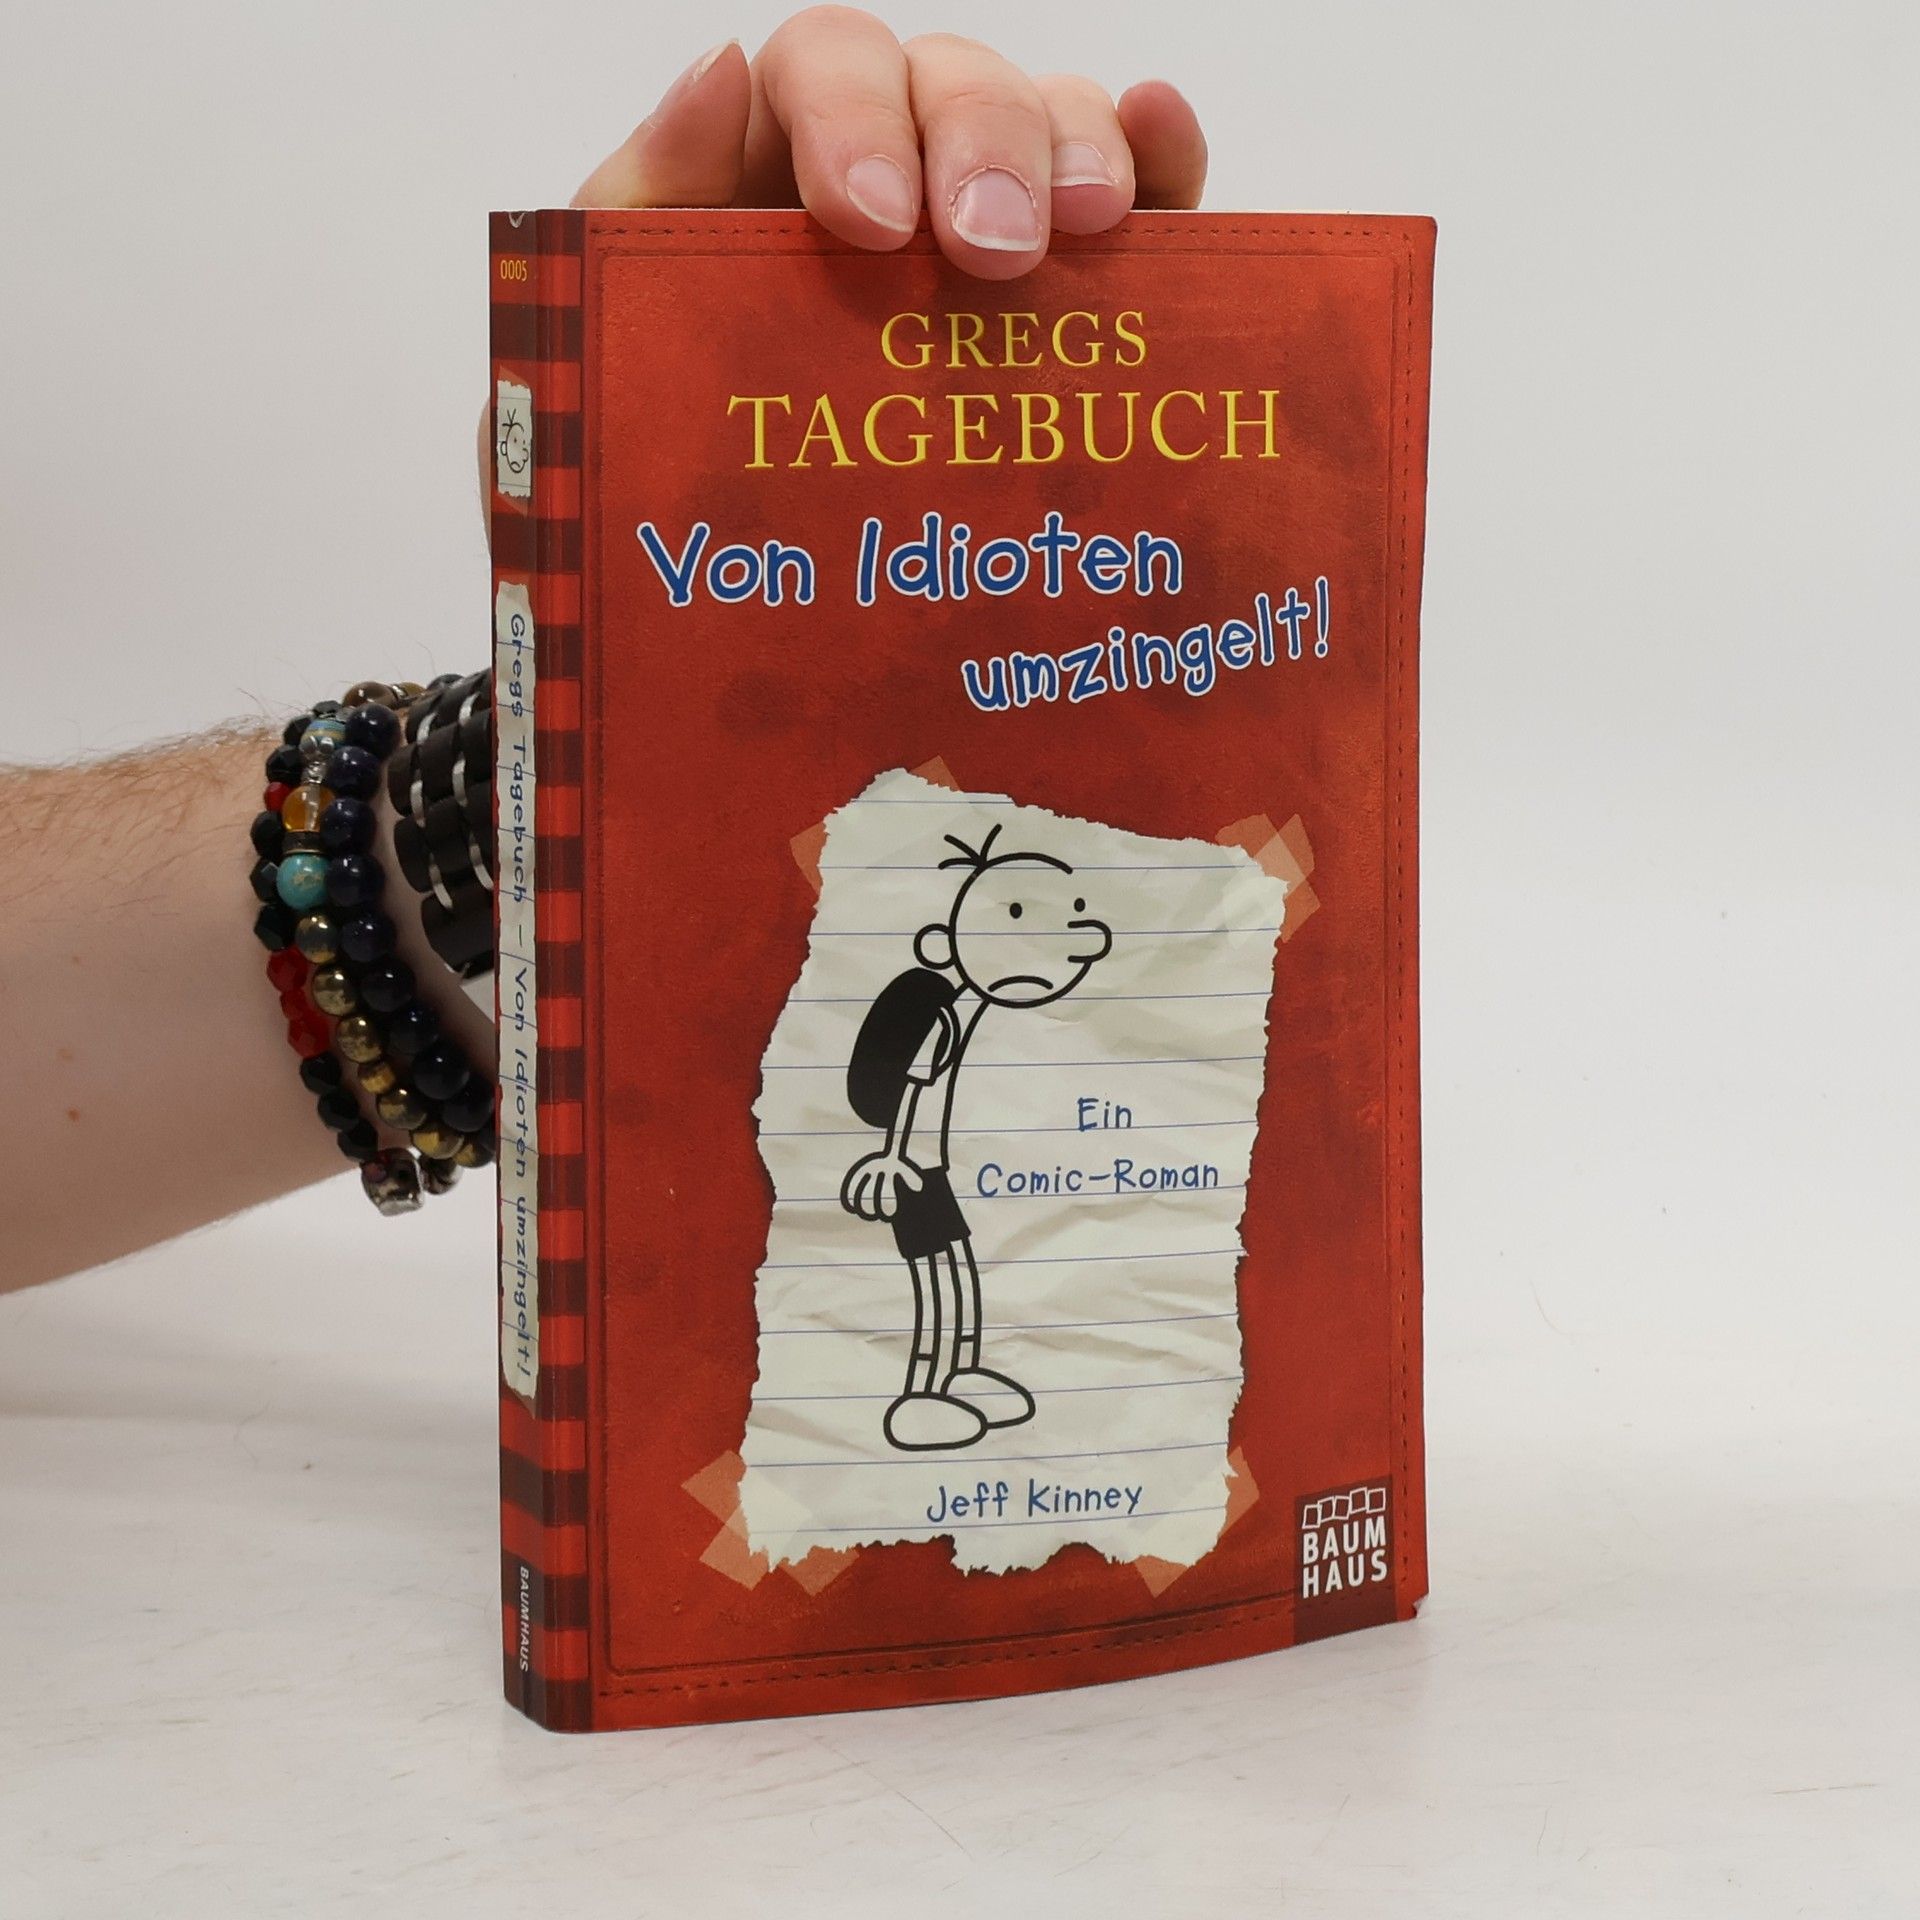 0005
Gregs Tagebuch – Von Idioten umzingelt!
BAUMHAUS
GREGS
TAGEBUCH
Von Idioten
umzingelt!
Ein
Comic-Roman
Jeff Kinney
BAUM
HAUS